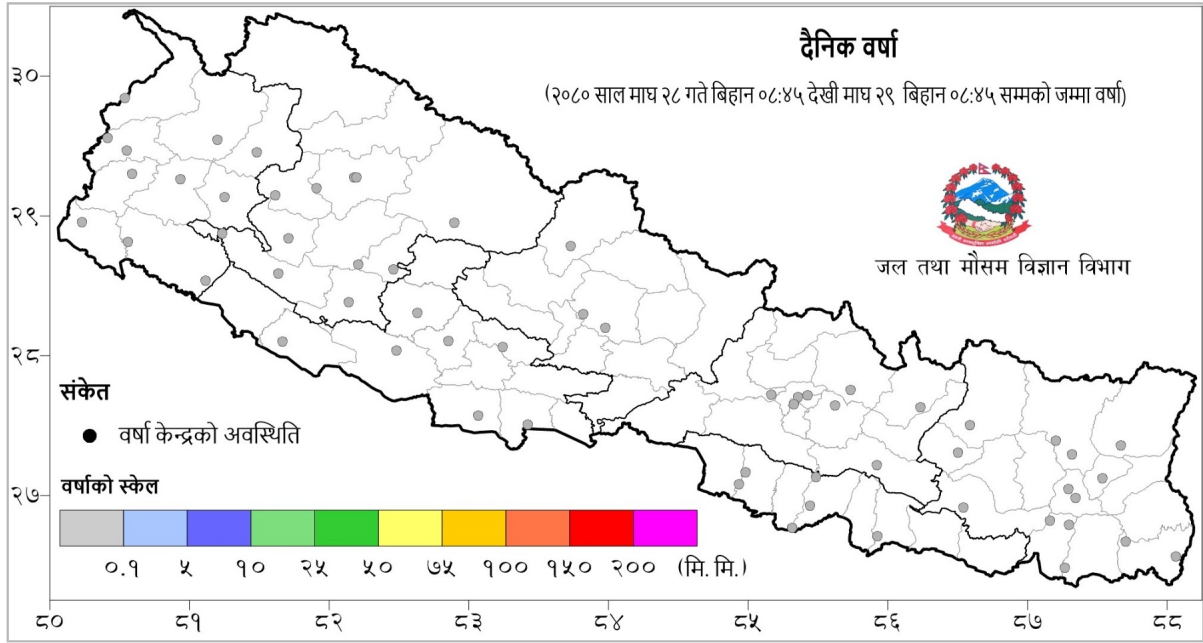 दैनिक वर्षा
(२०८० साल माघ २८ गते बिहान ०८:४५ देखी माघ २९ बिहान ०८:४५ सम्मको जम्मा वर्षा)
जल तथा मौसम विज्ञान विभाग
३०
२९
२८
२७
संकेत
वर्षा केन्द्रको अवस्थिति
वर्षाको स्केल
०.१ ५ १० २५ ५० ७५ १०० १५० २०० (मि. मि.)
८० ८१ ८२ ८३ ८४ ८५ ८६ ८७ ८८